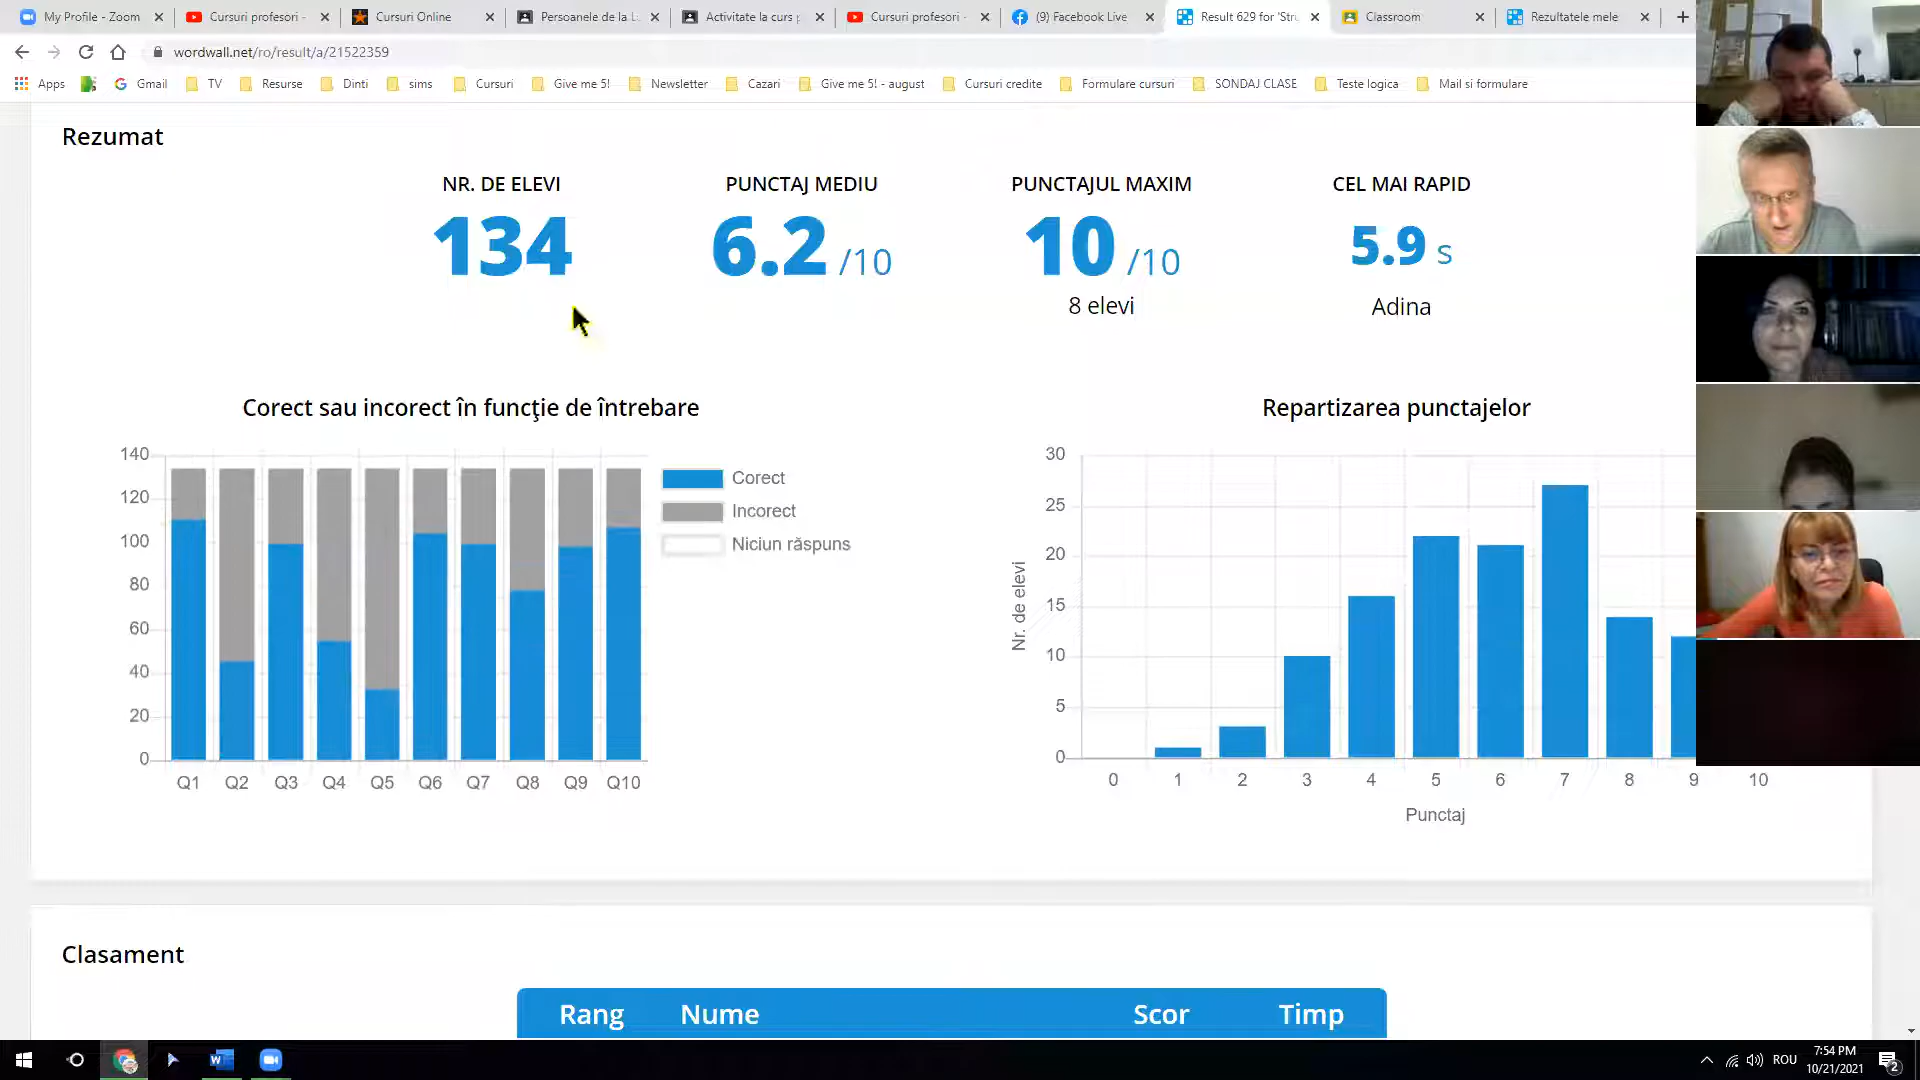 My Profile - Zoom
Cursuri profesori -
Cursuri Online
Persoanele de la L
Activitate la curs p
Cursuri profesori -
(9) Facebook Live
Result 629 for 'Str
Classroom
Rezultatele mele
wordwall.net/ro/result/a/21522359
Apps
Gmail
TV
Resurse
Dinti
sims
Cursuri
Give me 5!
Newsletter
Cazari
Give me 5! - august
Cursuri credite
Formulare cursuri
SONDAJ CLASE
Teste logica
Mail si formulare
Rezumat
NR. DE ELEVI
134
PUNCTAJ MEDIU
6.2 /10
PUNCTAJUL MAXIM
10 /10
8 elevi
CEL MAI RAPID
5.9 s
Adina
Corect sau incorect în funcţie de întrebare
140
120
100
80
60
40
20
0
Q1 Q2 Q3 Q4 Q5 Q6 Q7 Q8 Q9 Q10
Corect
Incorect
Niciun răspuns
Repartizarea punctajelor
30
25
20
15
10
5
0
Nr. de elevi
0 1 2 3 4 5 6 7 8 9 10
Punctaj
Clasament
Rang Nume Scor Timp
ROU
7:54 PM
10/21/2021
2